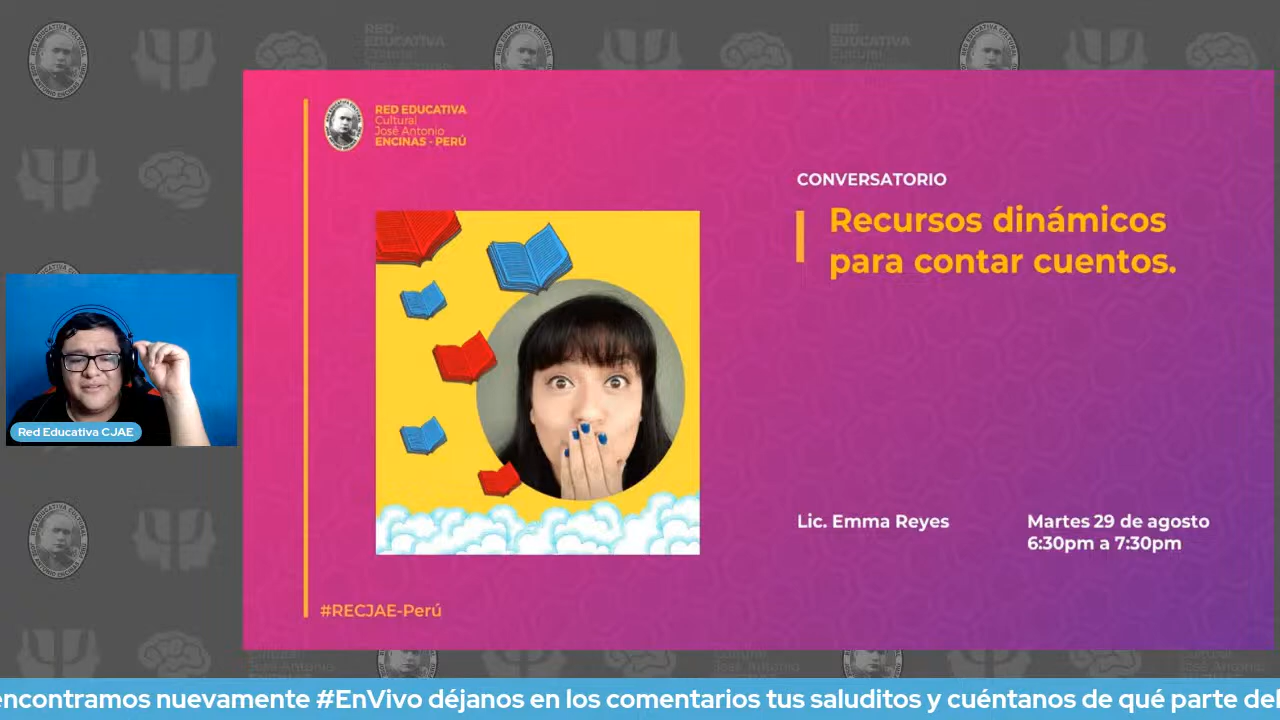 RED EDUCATIVA
Cultural
José Antonio
ENCINAS - PERÚ
CONVERSATORIO
Recursos dinámicos
para contar cuentos.
Red Educativa CJAE
Lic. Emma Reyes
Martes 29 de agosto
6:30pm a 7:30pm
#RECJAE-Perú
encontramos nuevamente #EnVivo déjanos en los comentarios tus saluditos y cuéntanos de qué parte del